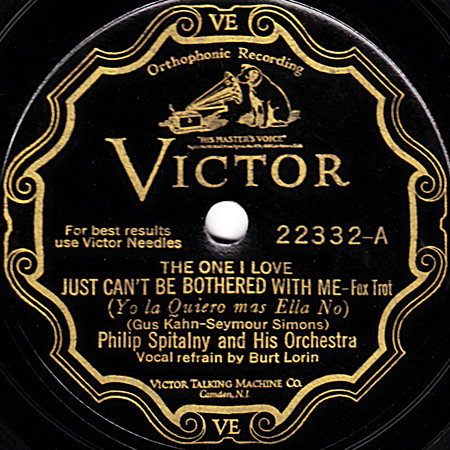 VE
Orthophonic Recording
"HIS MASTER'S VOICE"
VICTOR
For best results
use Victor Needles
22332-A
THE ONE I LOVE
JUST CAN'T BE BOTHERED WITH ME-Fox Trot
(Yo la Quiero mas Ella No)
(Gus Kahn-Seymour Simons)
Philip Spitalny and His Orchestra
Vocal refrain by Burt Lorin
VICTOR TALKING MACHINE CO.
Camden, N.J.
VE